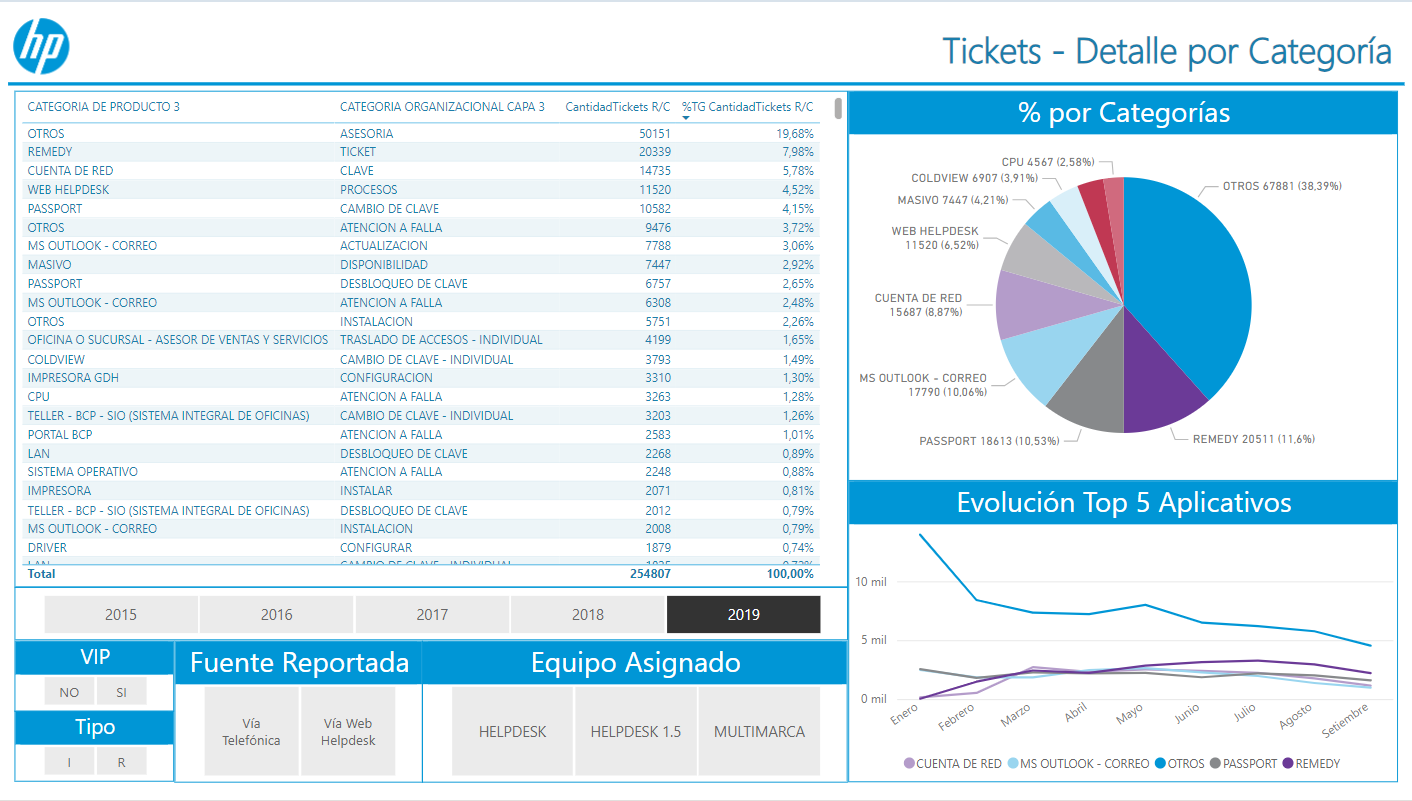 hp
Tickets - Detalle por Categoría
CATEGORIA DE PRODUCTO 3 CATEGORIA ORGANIZACIONAL CAPA 3 CantidadTickets R/C %TG CantidadTickets R/C
OTROS ASESORIA 50151 19,68%
REMEDY TICKET 20339 7,98%
CUENTA DE RED CLAVE 14735 5,78%
WEB HELPDESK PROCESOS 11520 4,52%
PASSPORT CAMBIO DE CLAVE 10582 4,15%
OTROS ATENCION A FALLA 9476 3,72%
MS OUTLOOK - CORREO ACTUALIZACION 7788 3,06%
MASIVO DISPONIBILIDAD 7447 2,92%
PASSPORT DESBLOQUEO DE CLAVE 6757 2,65%
MS OUTLOOK - CORREO ATENCION A FALLA 6308 2,48%
OTROS INSTALACION 5751 2,26%
OFICINA O SUCURSAL - ASESOR DE VENTAS Y SERVICIOS TRASLADO DE ACCESOS - INDIVIDUAL 4199 1,65%
COLDVIEW CAMBIO DE CLAVE - INDIVIDUAL 3793 1,49%
IMPRESORA GDH CONFIGURACION 3310 1,30%
CPU ATENCION A FALLA 3263 1,28%
TELLER - BCP - SIO (SISTEMA INTEGRAL DE OFICINAS) CAMBIO DE CLAVE - INDIVIDUAL 3203 1,26%
PORTAL BCP ATENCION A FALLA 2583 1,01%
LAN DESBLOQUEO DE CLAVE 2268 0,89%
SISTEMA OPERATIVO ATENCION A FALLA 2248 0,88%
IMPRESORA INSTALAR 2071 0,81%
TELLER - BCP - SIO (SISTEMA INTEGRAL DE OFICINAS) DESBLOQUEO DE CLAVE 2012 0,79%
MS OUTLOOK - CORREO INSTALACION 2008 0,79%
DRIVER CONFIGURAR 1879 0,74%
LAN CAMBIO DE CLAVE - INDIVIDUAL
Total 254807 100,00%
2015 2016 2017 2018 2019
VIP
NO SI
Tipo
I R
Fuente Reportada
Vía
Telefónica
Vía Web
Helpdesk
Equipo Asignado
HELPDESK HELPDESK 1.5 MULTIMARCA
% por Categorías
CPU 4567 (2,58%)
COLDVIEW 6907 (3,91%)
MASIVO 7447 (4,21%)
WEB HELPDESK
11520 (6,52%)
CUENTA DE RED
15687 (8,87%)
MS OUTLOOK - CORREO
17790 (10,06%)
PASSPORT 18613 (10,53%)
REMEDY 20511 (11,6%)
OTROS 67881 (38,39%)
Evolución Top 5 Aplicativos
10 mil
5 mil
0 mil
Enero Febrero Marzo Abril Mayo Junio Julio Agosto Setiembre
CUENTA DE RED MS OUTLOOK - CORREO OTROS PASSPORT REMEDY